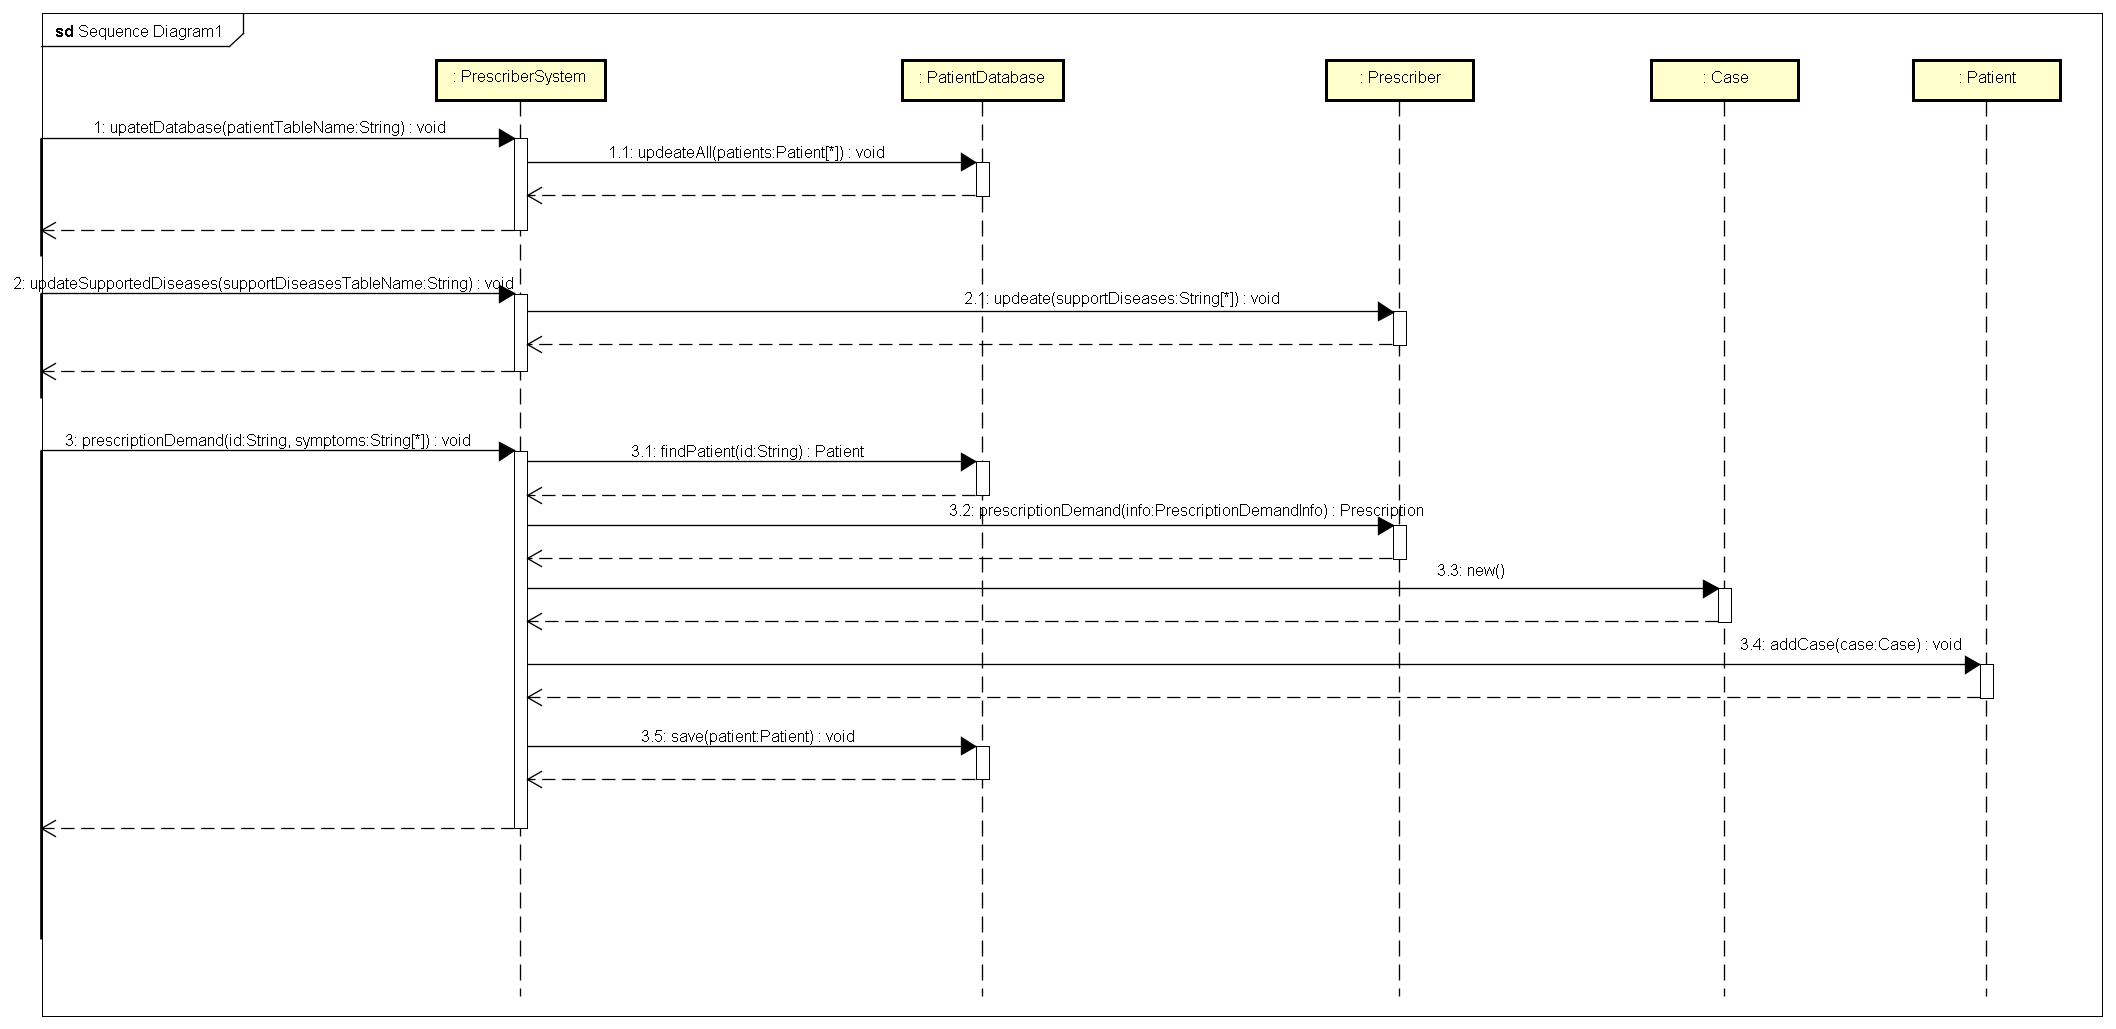 sd Sequence Diagram1
: PrescriberSystem
: PatientDatabase
: Prescriber
: Case
: Patient
1: upatetDatabase(patientTableName:String) : void
1.1: updeateAll(patients:Patient[*]) : void
2: updateSupportedDiseases(supportDiseasesTableName:String) : void
2.1: updeate(supportDiseases:String[*]) : void
3: prescriptionDemand(id:String, symptoms:String[*]) : void
3.1: findPatient(id:String) : Patient
3.2: prescriptionDemand(info:PrescriptionDemandInfo) : Prescription
3.3: new()
3.4: addCase(case:Case) : void
3.5: save(patient:Patient) : void